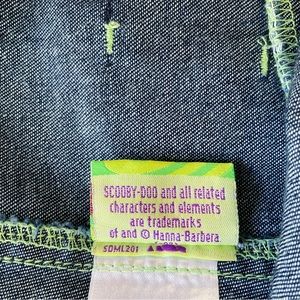 SCOOBY-DOO and all related
characters and elements
are trademarks
of and © Hanna-Barbera.
SDML201